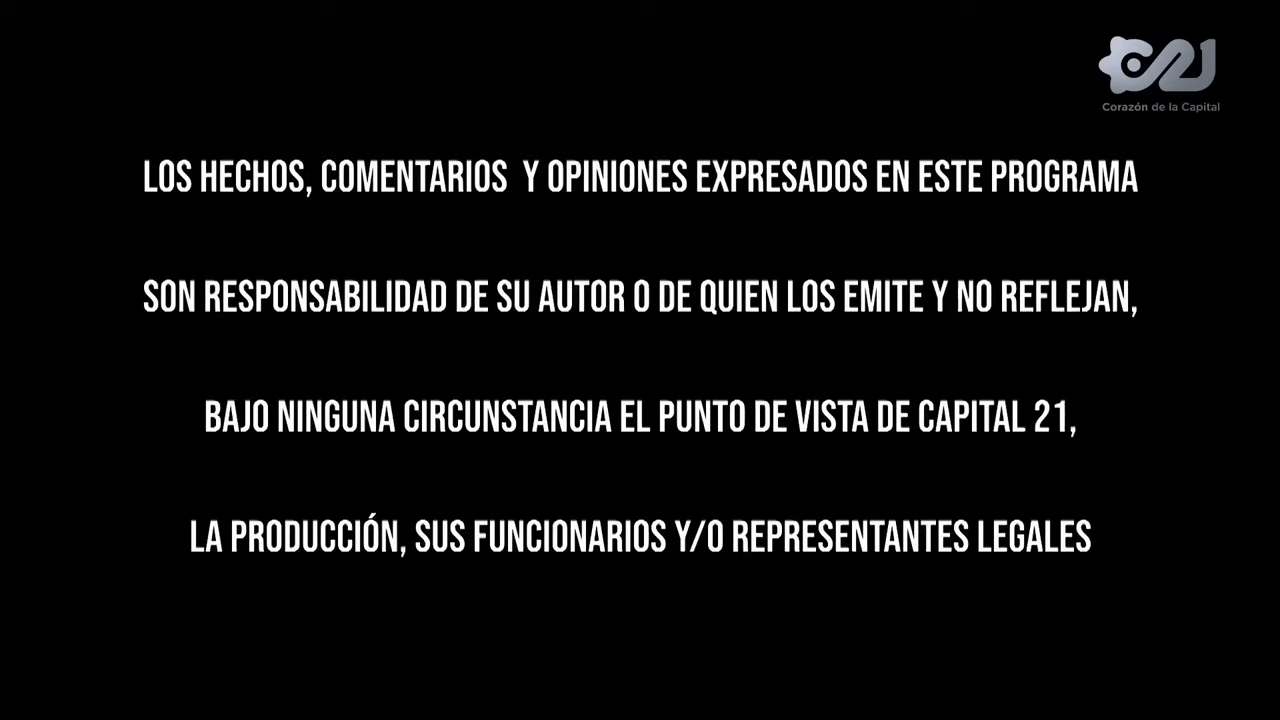 C21
Corazón de la Capital
LOS HECHOS, COMENTARIOS Y OPINIONES EXPRESADOS EN ESTE PROGRAMA
SON RESPONSABILIDAD DE SU AUTOR O DE QUIEN LOS EMITE Y NO REFLEJAN,
BAJO NINGUNA CIRCUNSTANCIA EL PUNTO DE VISTA DE CAPITAL 21,
LA PRODUCCIÓN, SUS FUNCIONARIOS Y/O REPRESENTANTES LEGALES